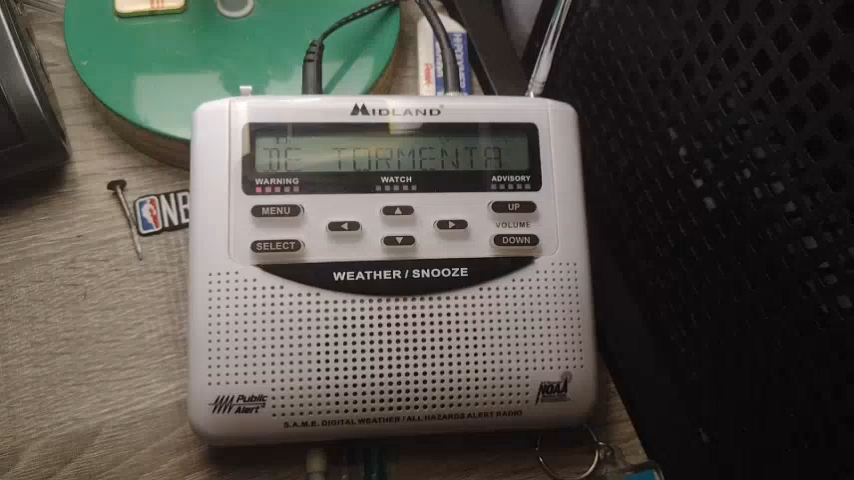 MIDLAND®
DE TORMENTA
WARNING WATCH ADVISORY
MENU UP
VOLUME
SELECT DOWN
WEATHER / SNOOZE
NBA
Public
Alert
NOAA
S.A.M.E. DIGITAL WEATHER / ALL HAZARDS ALERT RADIO